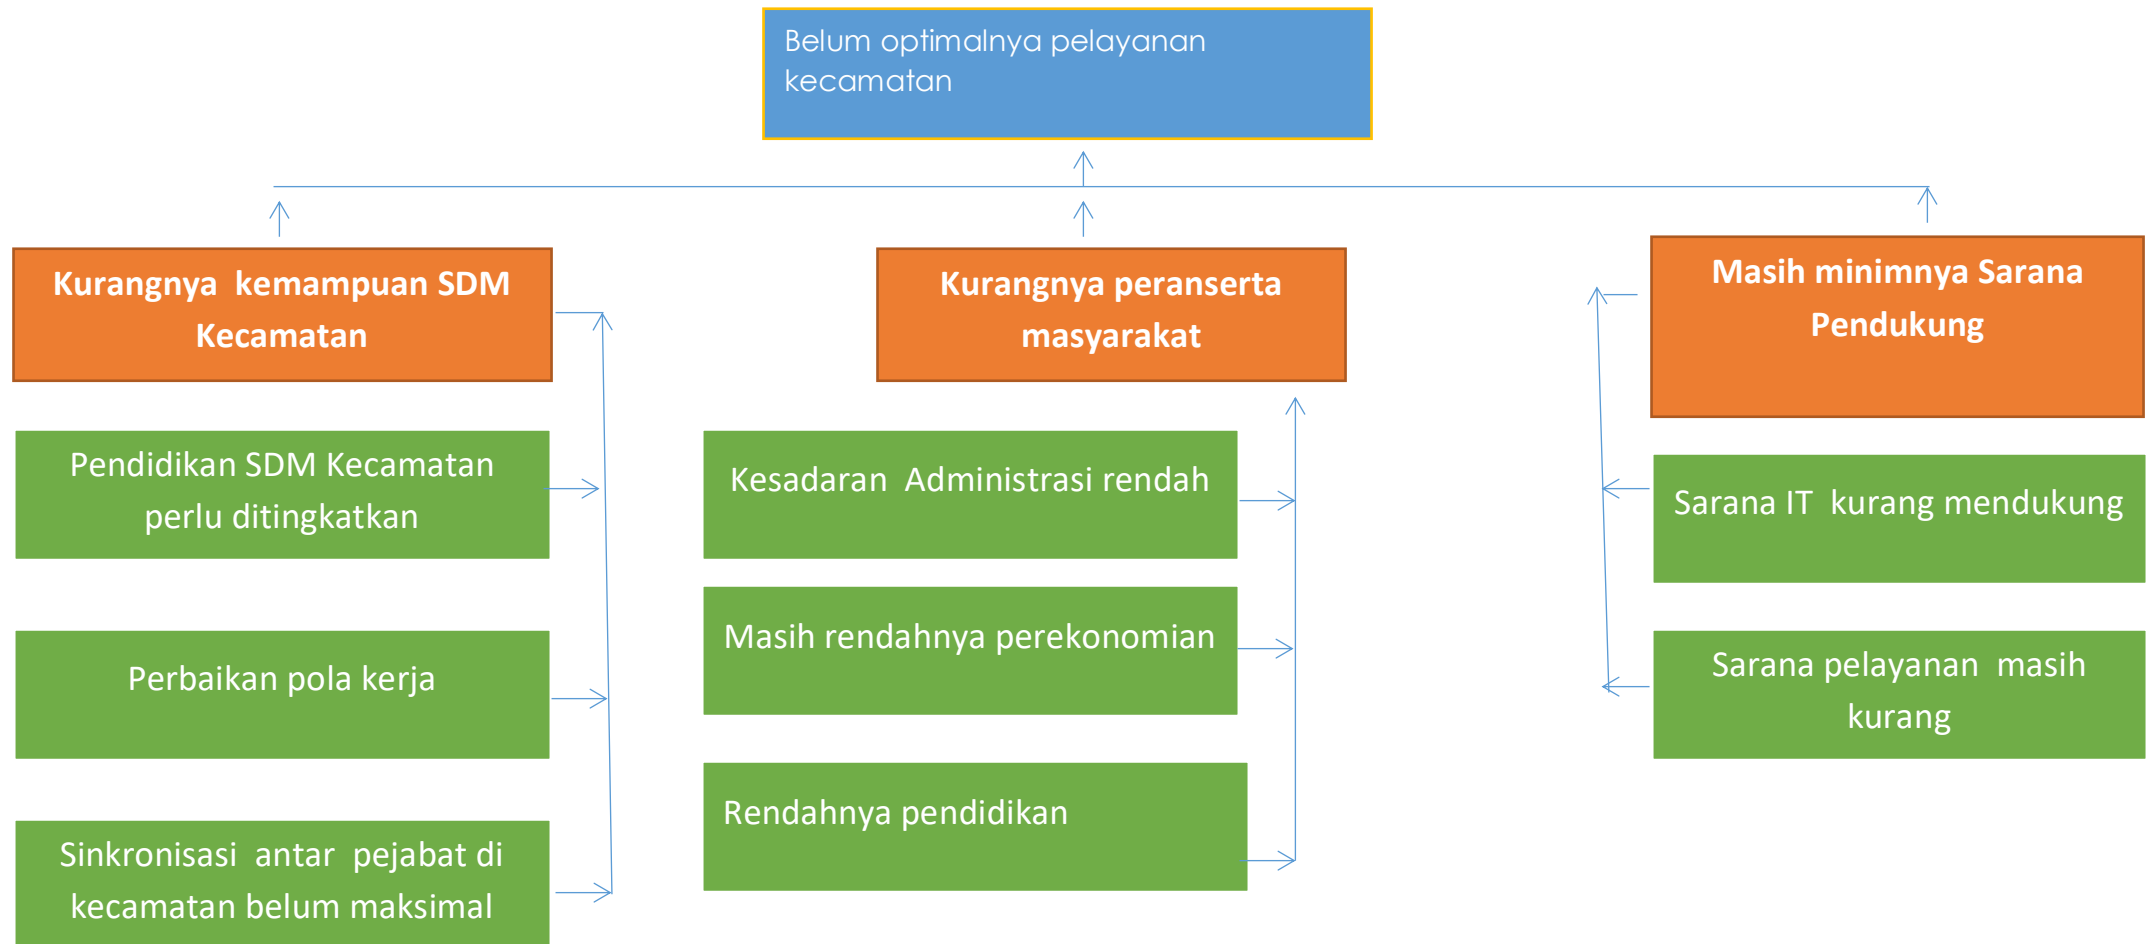 Belum optimalnya pelayanan
kecamatan
Kurangnya  kemampuan SDM
Kecamatan
Pendidikan SDM Kecamatan
perlu ditingkatkan
Perbaikan pola kerja
Sinkronisasi  antar  pejabat di
kecamatan belum maksimal
Kurangnya peranserta
masyarakat
Kesadaran  Administrasi rendah
Masih rendahnya perekonomian
Rendahnya pendidikan
Masih minimnya Sarana
Pendukung
Sarana IT  kurang mendukung
Sarana pelayanan  masih
kurang